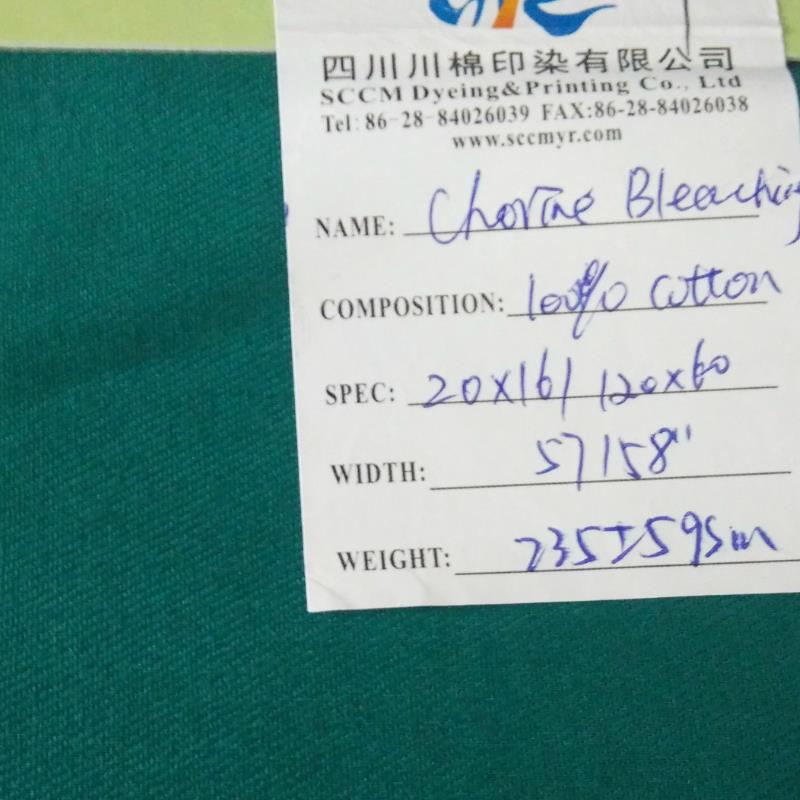 四川川棉印染有限公司
SCCM Dyeing&Printing Co., Ltd
Tel: 86-28-84026039 FAX:86-28-84026038
www.sccmyr.com
NAME: Chorine Bleaching
COMPOSITION: 100% cotton
SPEC: 20x16/120x60
WIDTH: 57/58"
WEIGHT: 235±5gsm